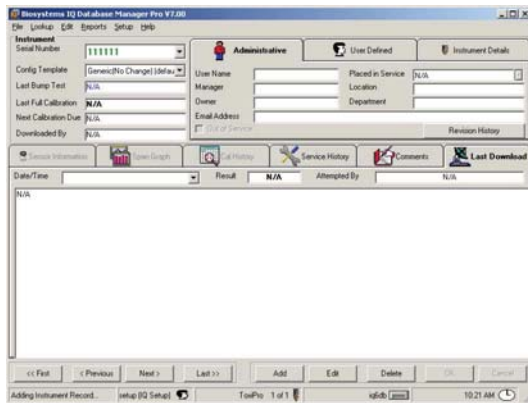 Biosystems IQ Database Manager Pro V7.00
File Lookup Edit Reports Setup Help
Instrument
Serial Number 111111
Config Template Generic(No Change) (defau
Last Bump Test N/A
Last Full Calibration N/A
Next Calibration Due N/A
Downloaded By N/A
Administrative User Defined Instrument Details
User Name Placed in Service N/A
Manager Location
Owner Department
Email Address
Out of Service Revision History
Sensor Information Span Graph Cal History Service History Comments Last Download
Date/Time Result N/A Attempted By N/A
N/A
<< First < Previous Next > Last >> Add Edit Delete OK Cancel
Adding Instrument Record... setup (IQ Setup) ToxiPro 1 of 1 iq6db 10:21 AM